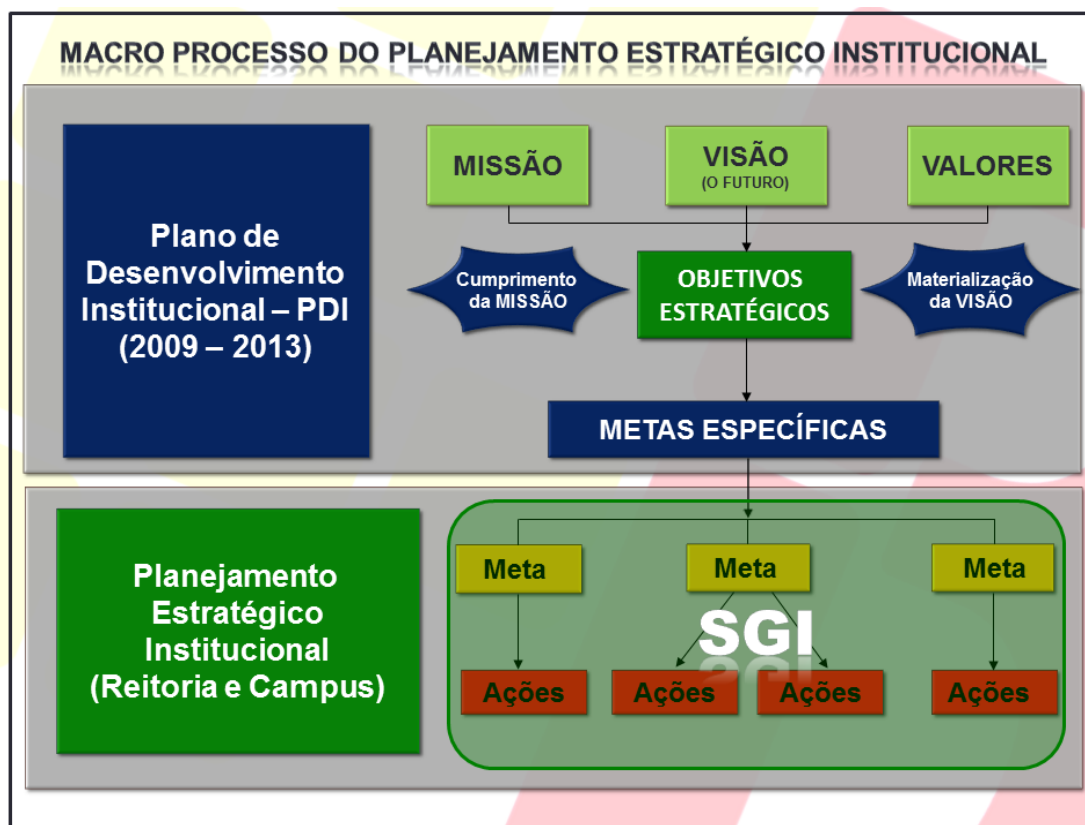 MACRO PROCESSO DO PLANEJAMENTO ESTRATÉGICO INSTITUCIONAL
Plano de
Desenvolvimento
Institucional – PDI
(2009 – 2013)
MISSÃO
VISÃO
(O FUTURO)
VALORES
Cumprimento
da MISSÃO
OBJETIVOS
ESTRATÉGICOS
Materialização
da VISÃO
METAS ESPECÍFICAS
Planejamento
Estratégico
Institucional
(Reitoria e Campus)
Meta
Meta
Meta
SGI
Ações
Ações
Ações
Ações